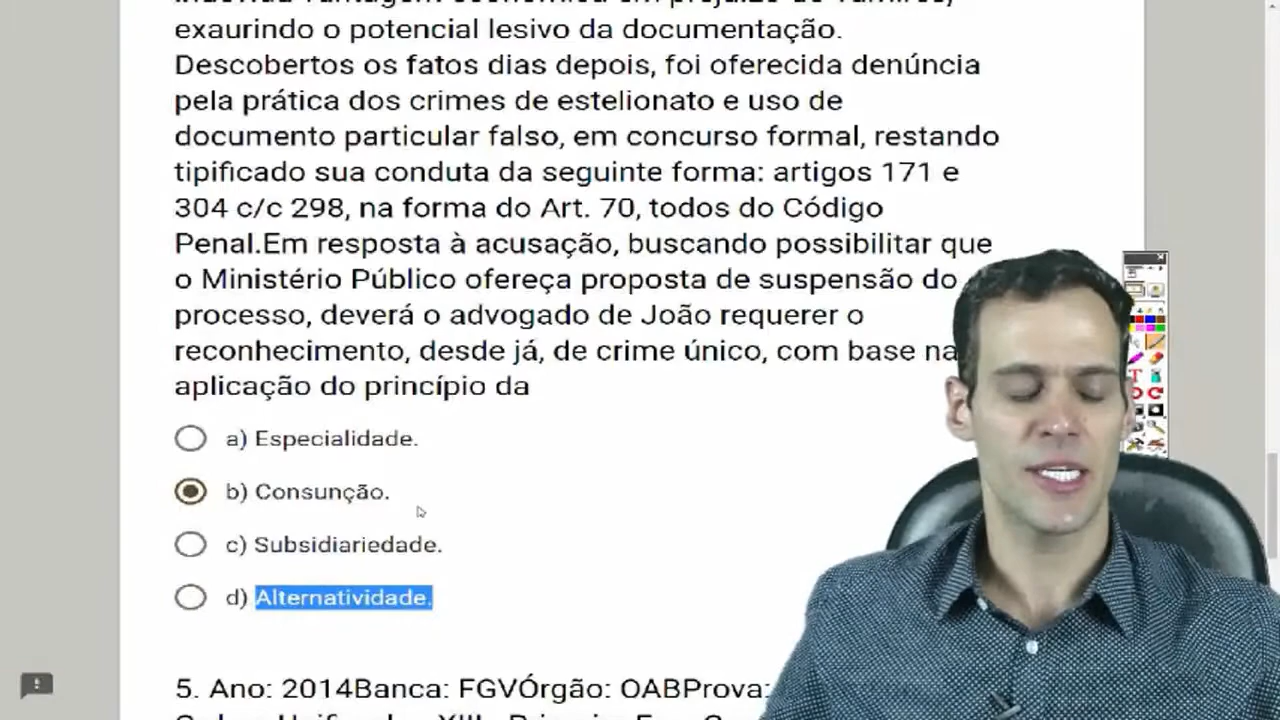 exaurindo o potencial lesivo da documentação.
Descobertos os fatos dias depois, foi oferecida denúncia
pela prática dos crimes de estelionato e uso de
documento particular falso, em concurso formal, restando
tipificado sua conduta da seguinte forma: artigos 171 e
304 c/c 298, na forma do Art. 70, todos do Código
Penal.Em resposta à acusação, buscando possibilitar que
o Ministério Público ofereça proposta de suspensão do
processo, deverá o advogado de João requerer o
reconhecimento, desde já, de crime único, com base na
aplicação do princípio da
a) Especialidade.
b) Consunção.
c) Subsidiariedade.
d) Alternatividade.
5. Ano: 2014Banca: FGVÓrgão: OABProva: